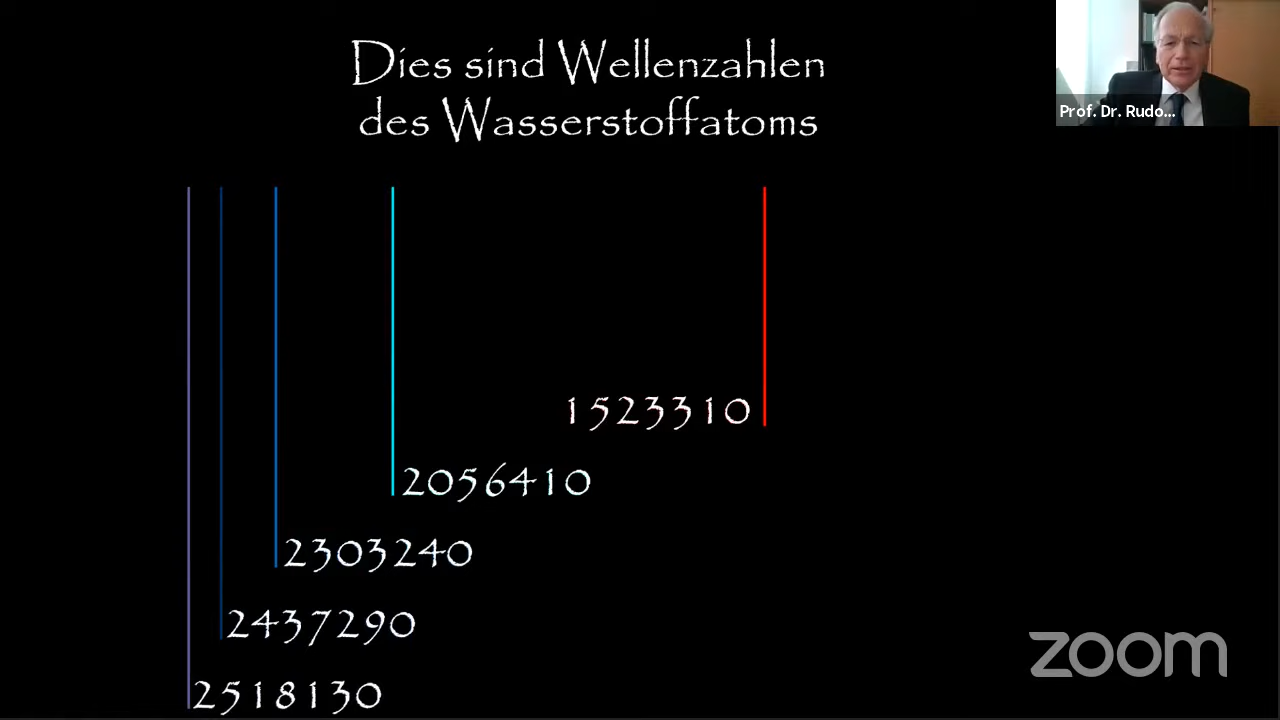 Dies sind Wellenzahlen
des Wasserstoffatoms
Prof. Dr. Rudo...
1523310
2056410
2303240
2437290
2518130
zoom